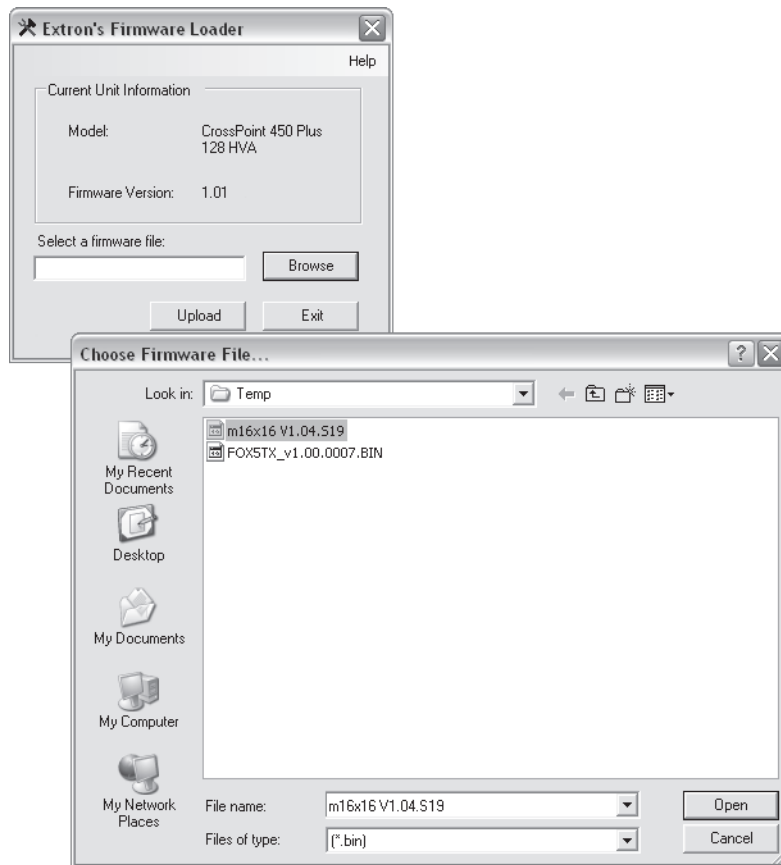 Extron's Firmware Loader
Help
Current Unit Information
Model: CrossPoint 450 Plus
128 HVA
Firmware Version: 1.01
Select a firmware file:
Browse
Upload Exit
Choose Firmware File...
Look in: Temp
m16x16 V1.04.S19
FOX5TX_v1.00.0007.BIN
My Recent
Documents
Desktop
My Documents
My Computer
My Network
Places
File name: m16x16 V1.04.S19 Open
Files of type: (*.bin) Cancel